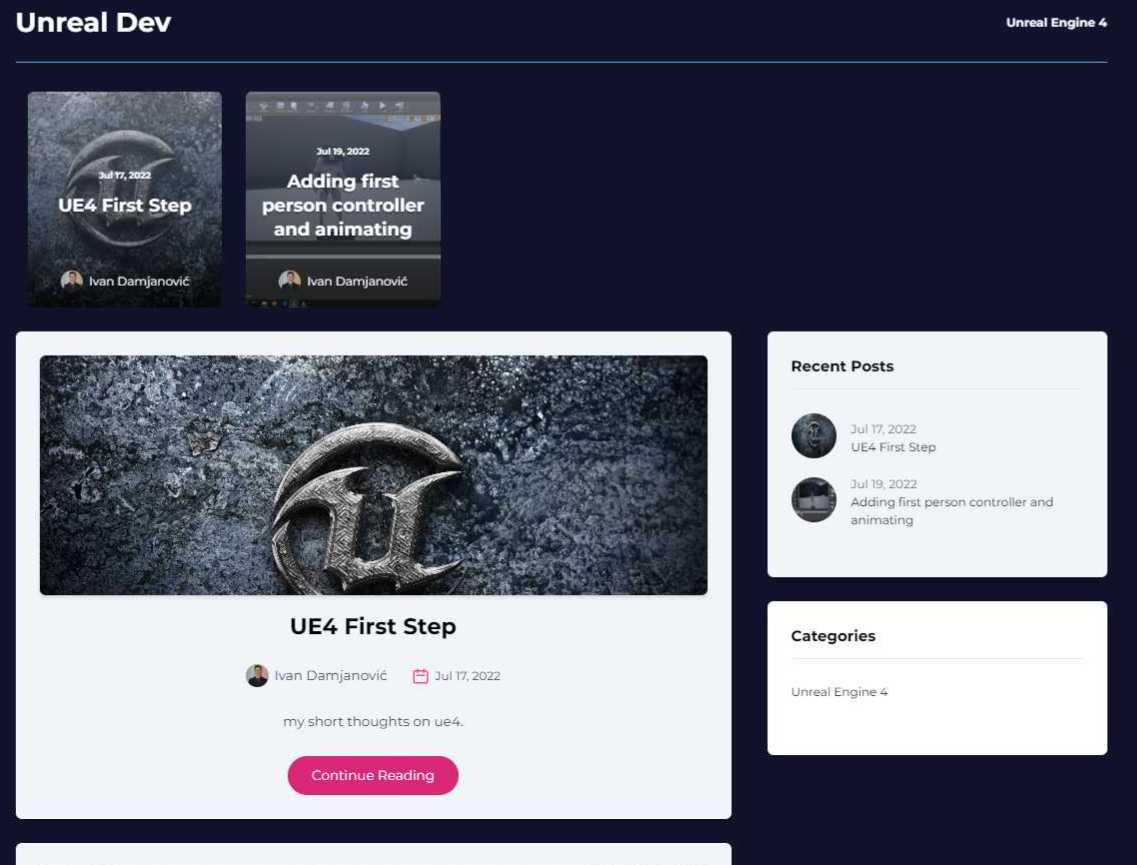 Unreal Dev
Unreal Engine 4
Jul 17, 2022
UE4 First Step
Ivan Damjanović
Jul 19, 2022
Adding first
person controller
and animating
Ivan Damjanović
UE4 First Step
Ivan Damjanović
Jul 17, 2022
my short thoughts on ue4.
Continue Reading
Recent Posts
Jul 17, 2022
UE4 First Step
Jul 19, 2022
Adding first person controller and
animating
Categories
Unreal Engine 4